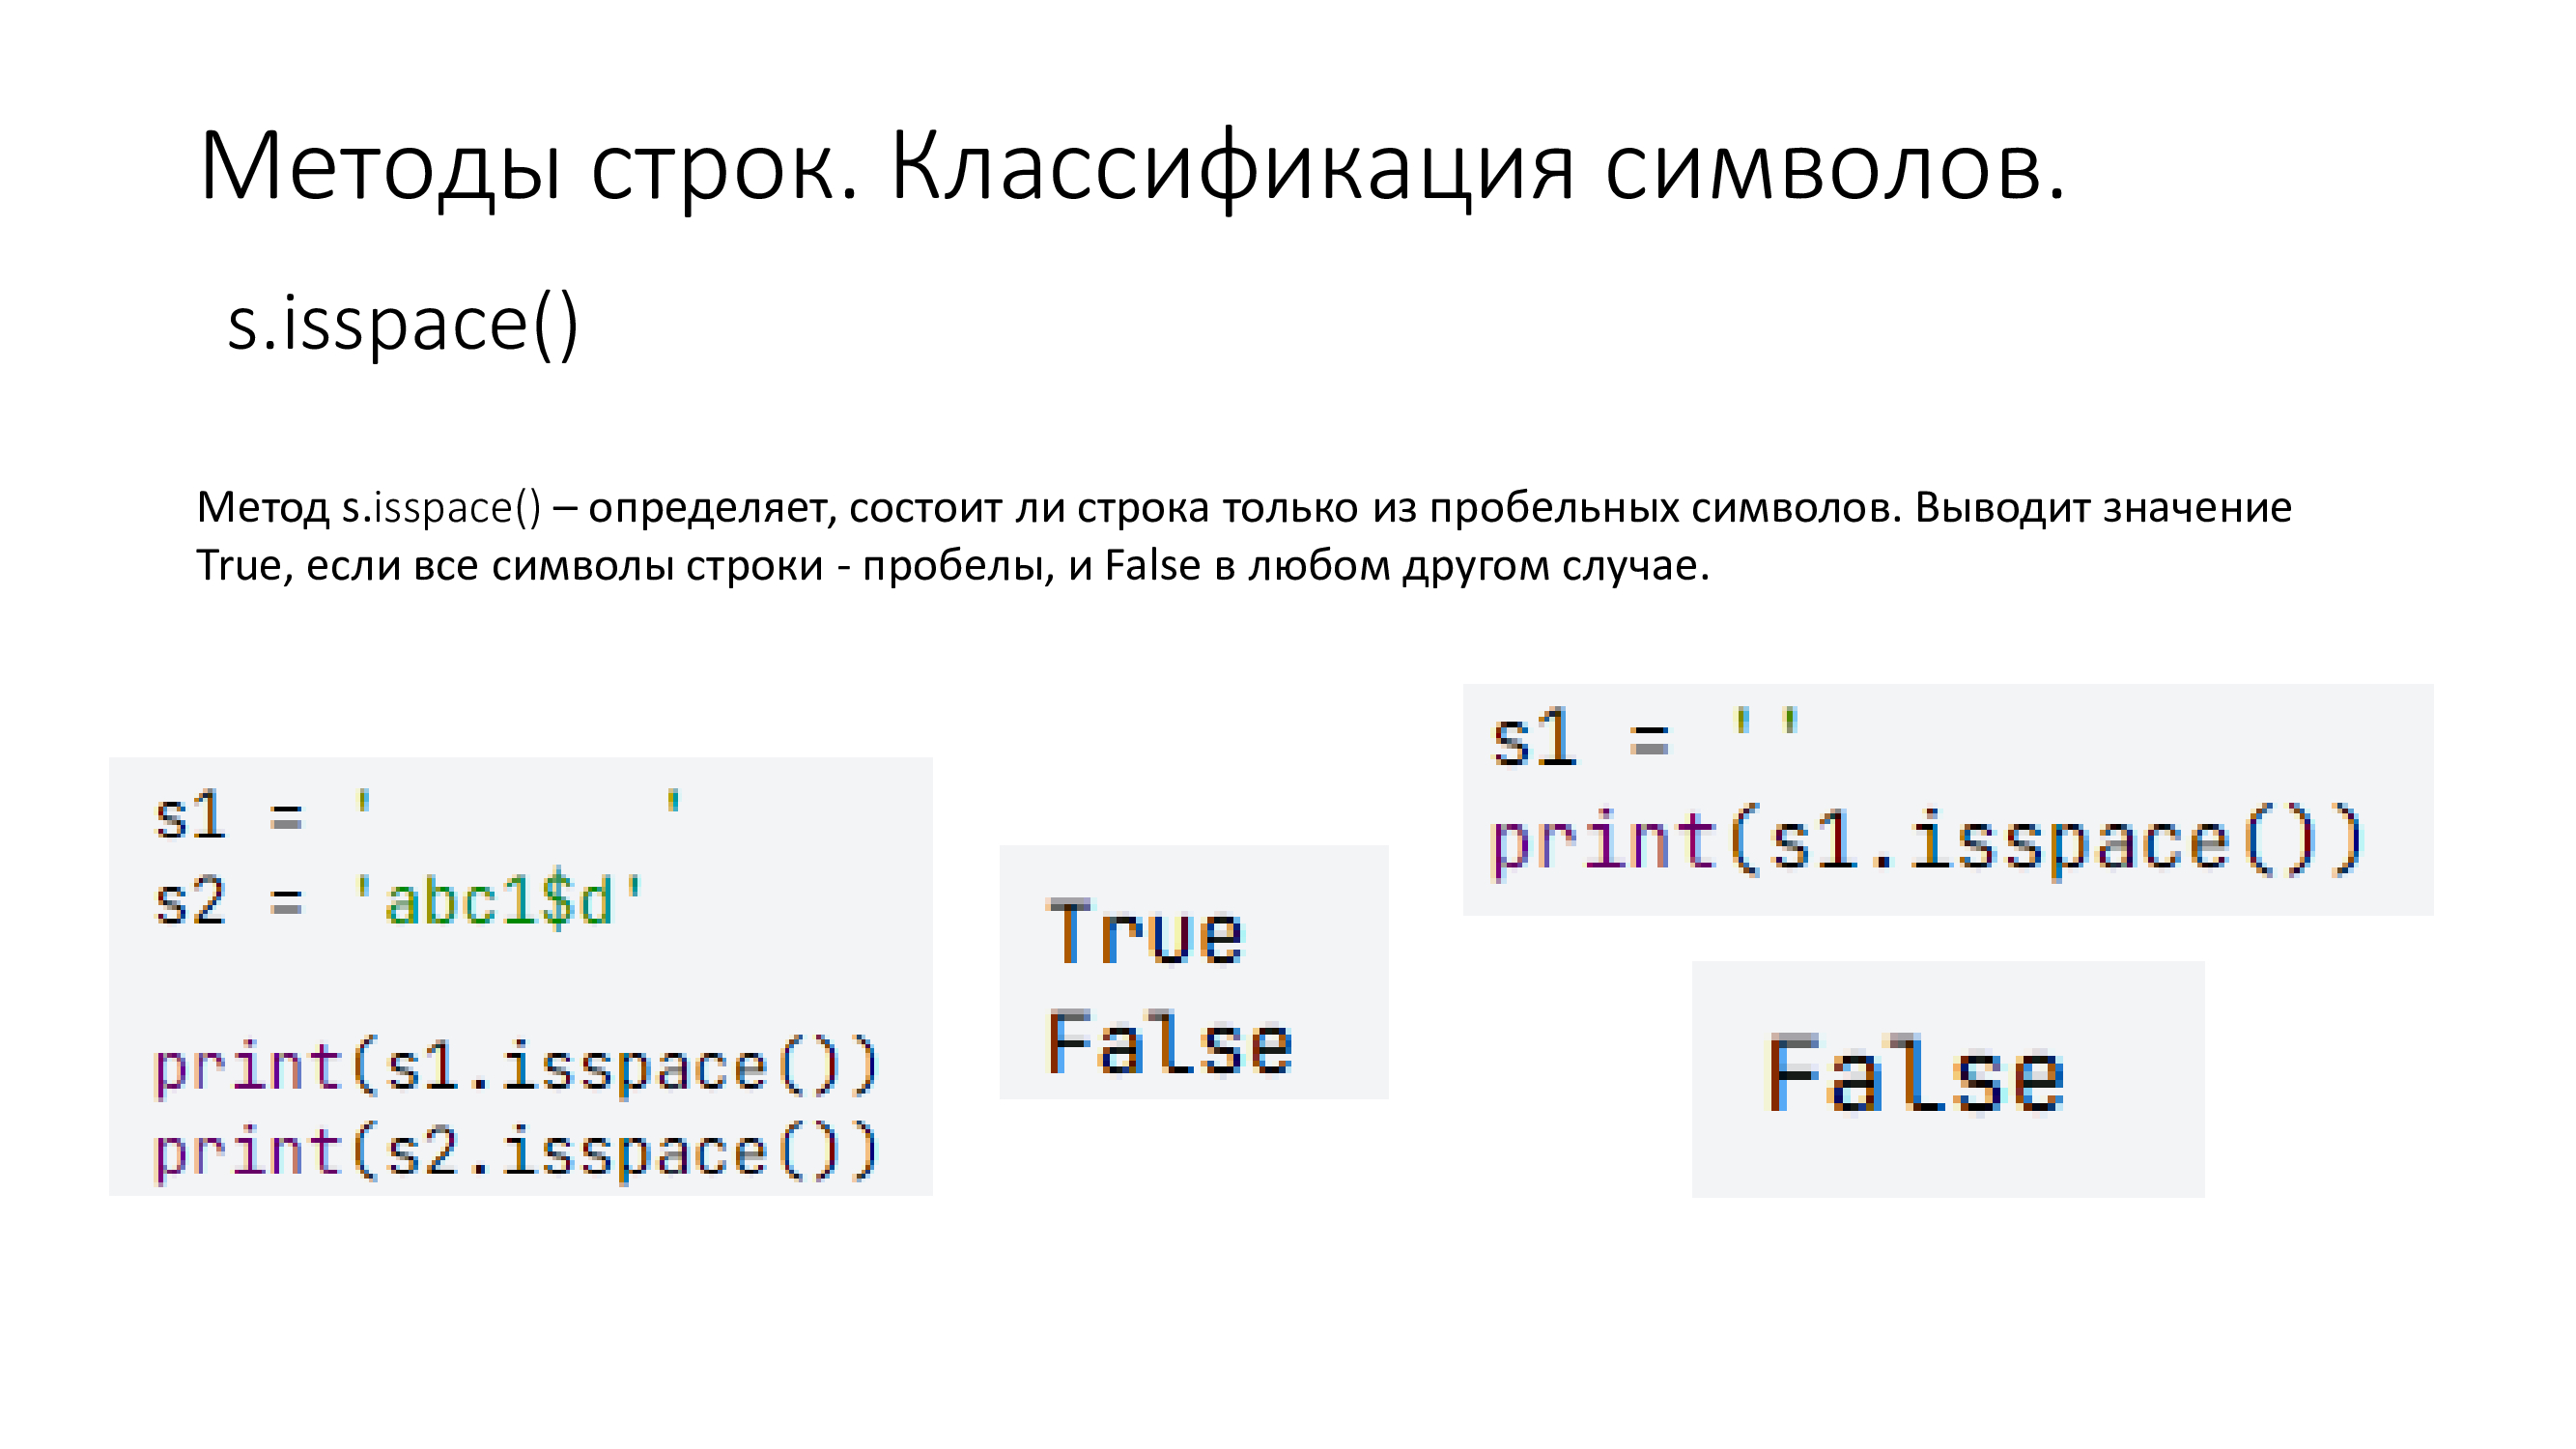 Методы строк. Классификация символов.
s.isspace()
Метод s.isspace() – определяет, состоит ли строка только из пробельных символов. Выводит значение
True, если все символы строки - пробелы, и False в любом другом случае.
s1 = '       '
s2 = 'abc1$d'
print(s1.isspace())
print(s2.isspace())
True
False
s1 = ''
print(s1.isspace())
False